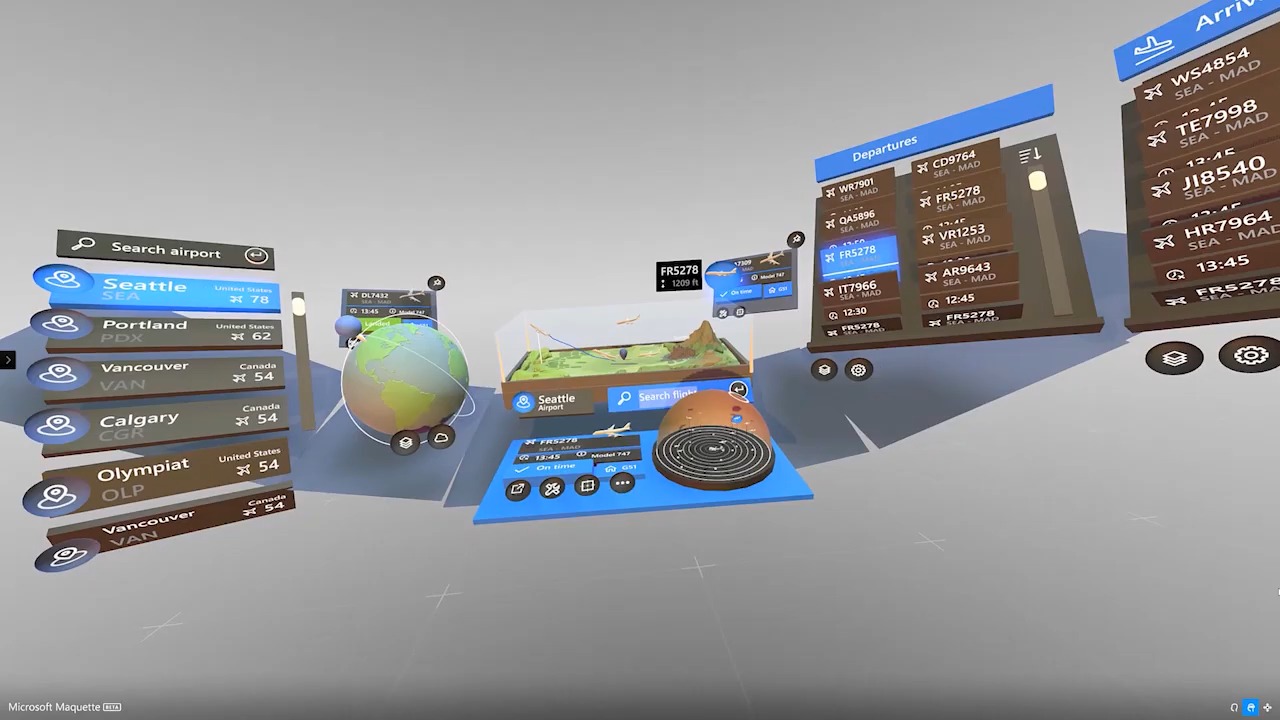 Search airport
Seattle
SEA
United States
78
Portland
PDX
United States
62
Vancouver
VAN
Canada
54
Calgary
CGR
Canada
54
Olympiat
OLP
United States
54
Vancouver
VAN
Canada
54
DL7432
SEA - MAD
13:45
Model 747
Landed
FR5278
1209 ft
7309
MAD
Model 747
On time
GS1
Seattle
Airport
Search flight
FR5278
SEA - MAD
13:45
Model 747
On time
GS1
Departures
WR7901
SEA - MAD
QA5896
SEA - MAD
FR5278
SEA - MAD
IT7966
SEA - MAD
12:30
FR5278
CD9764
SEA - MAD
FR5278
SEA - MAD
VR1253
SEA - MAD
AR9643
SEA - MAD
12:45
FR5278
WS4854
SEA - MAD
TE7998
SEA - MAD
13:45
JI8540
SEA - MAD
HR7964
SEA - MAD
13:45
FR5278
Microsoft Maquette BETA